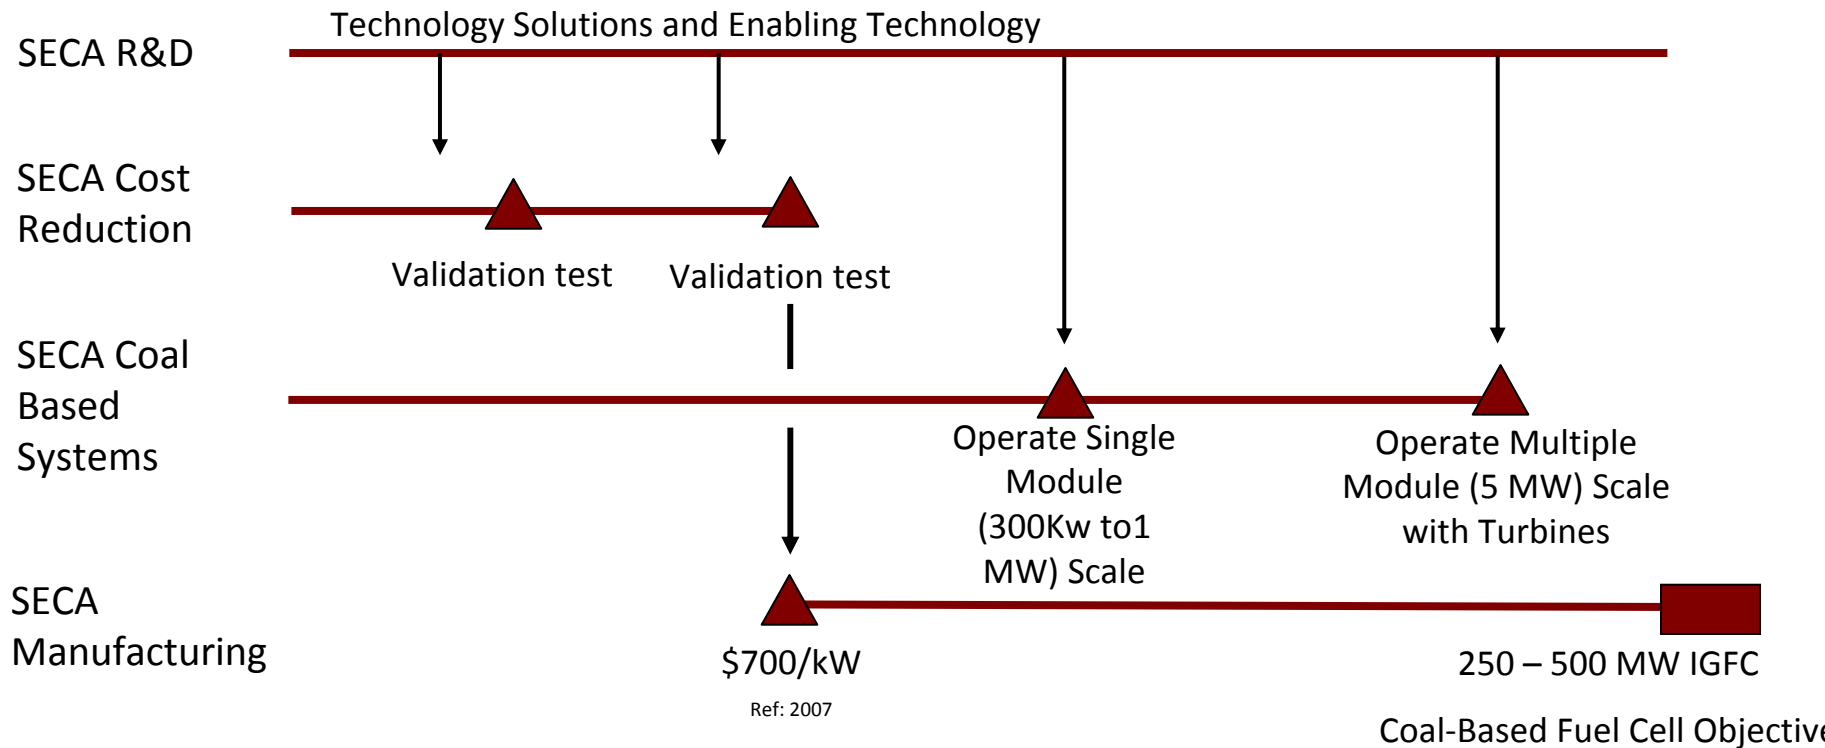 Technology Solutions and Enabling Technology
SECA R&D
SECA Cost
Reduction
Validation test
Validation test
SECA Coal
Based
Systems
Operate Single
Module
(300Kw to1
MW) Scale
Operate Multiple
Module (5 MW) Scale
with Turbines
SECA
Manufacturing
$700/kW
Ref: 2007
250 – 500 MW IGFC
Coal-Based Fuel Cell Objective